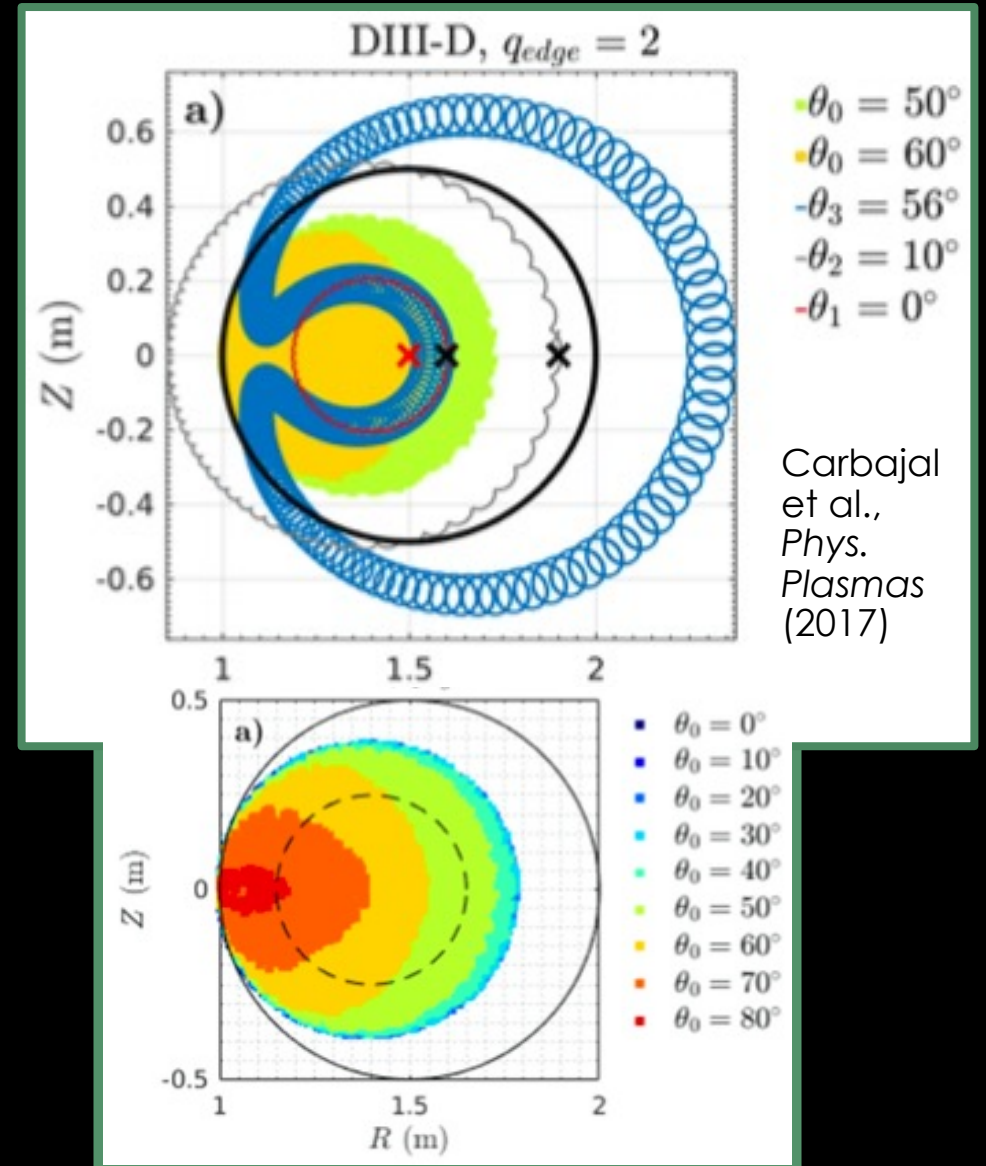 DIII-D, q_edge = 2
a)
0.6
0.4
0.2
0
-0.2
-0.4
-0.6
Z (m)
1 1.5 2
θ₀ = 50°
θ₀ = 60°
θ₃ = 56°
θ₂ = 10°
θ₁ = 0°
Carbajal
et al.,
Phys.
Plasmas
(2017)
a)
0.5
0
-0.5
Z (m)
1 1.5 2
R (m)
θ₀ = 0°
θ₀ = 10°
θ₀ = 20°
θ₀ = 30°
θ₀ = 40°
θ₀ = 50°
θ₀ = 60°
θ₀ = 70°
θ₀ = 80°